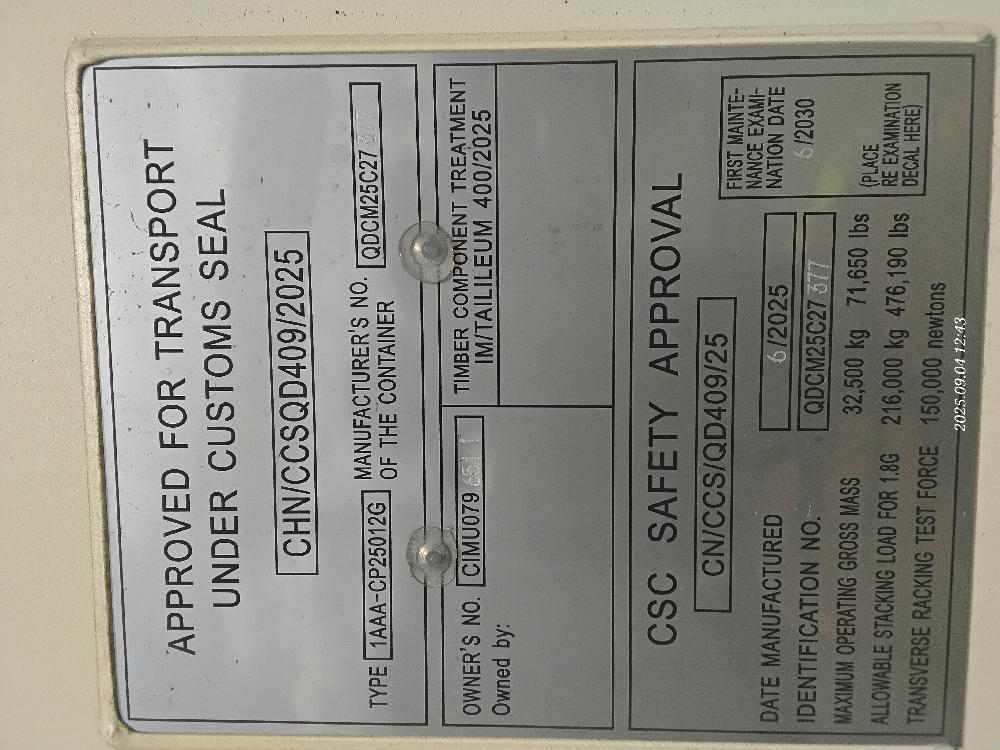 APPROVED FOR TRANSPORT
UNDER CUSTOMS SEAL
CHN/CCSQD409/2025
TYPE 1AAA-CP25012G MANUFACTURER'S NO. QDCM25C27
OF THE CONTAINER
OWNER'S NO. CIMU079
Owned by:
TIMBER COMPONENT TREATMENT
IM/TAILILEUM 400/2025
CSC SAFETY APPROVAL
CN/CCS/QD409/25
DATE MANUFACTURED 6/2025
IDENTIFICATION NO. QDCM25C27377
MAXIMUM OPERATING GROSS MASS 32,500 kg 71,650 lbs
ALLOWABLE STACKING LOAD FOR 1.8G 216,000 kg 476,190 lbs
TRANSVERSE RACKING TEST FORCE 150,000 newtons
FIRST MAINTE-
NANCE EXAMI-
NATION DATE
6/2030
(PLACE
RE EXAMINATION
DECAL HERE)
2025.09.04 12:43